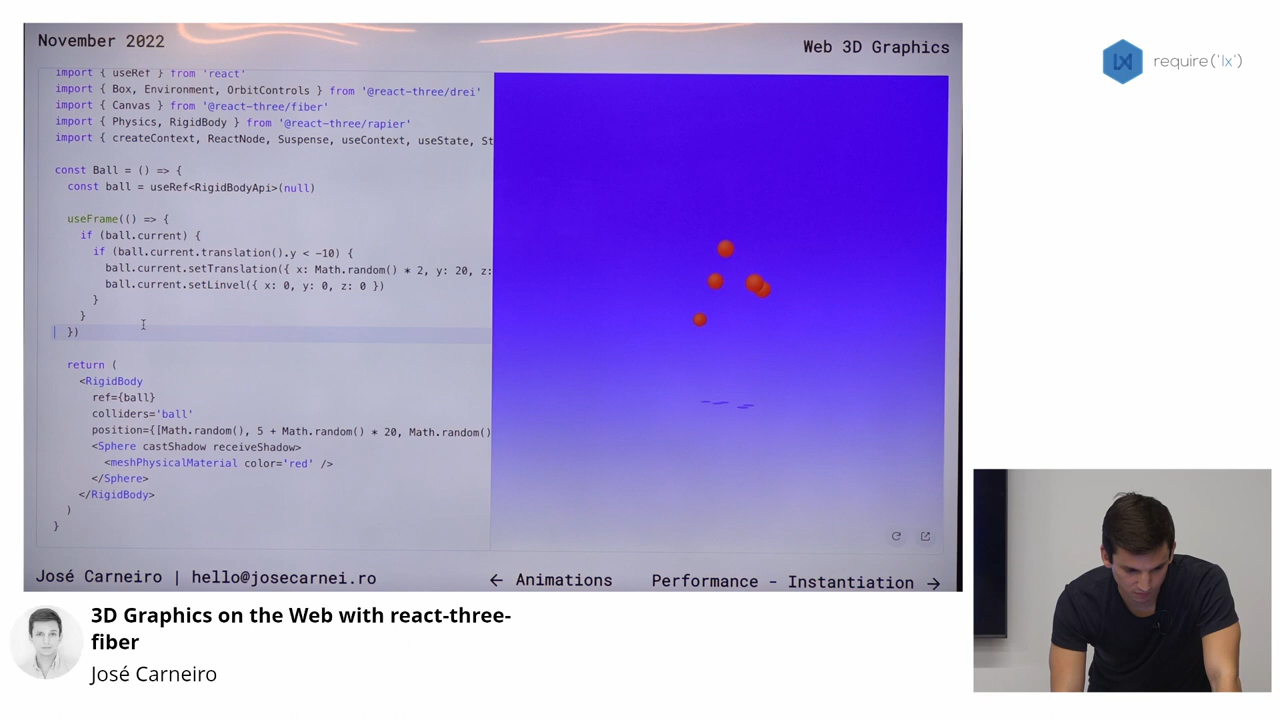 November 2022
Web 3D Graphics
import { useRef } from 'react'
import { Box, Environment, OrbitControls } from '@react-three/drei'
import { Canvas } from '@react-three/fiber'
import { Physics, RigidBody } from '@react-three/rapier'
import { createContext, ReactNode, Suspense, useContext, useState, St
const Ball = () => {
const ball = useRef<RigidBodyApi>(null)
useFrame(() => {
if (ball.current) {
if (ball.current.translation().y < -10) {
ball.current.setTranslation({ x: Math.random() * 2, y: 20, z:
ball.current.setLinvel({ x: 0, y: 0, z: 0 })
}
}
})
return (
<RigidBody
ref={ball}
colliders='ball'
position={[Math.random(), 5 + Math.random() * 20, Math.random()
<Sphere castShadow receiveShadow>
<meshPhysicalMaterial color='red' />
</Sphere>
</RigidBody>
)
}
José Carneiro | hello@josecarnei.ro
← Animations
Performance - Instantiation →
require('lx')
3D Graphics on the Web with react-three-
fiber
José Carneiro